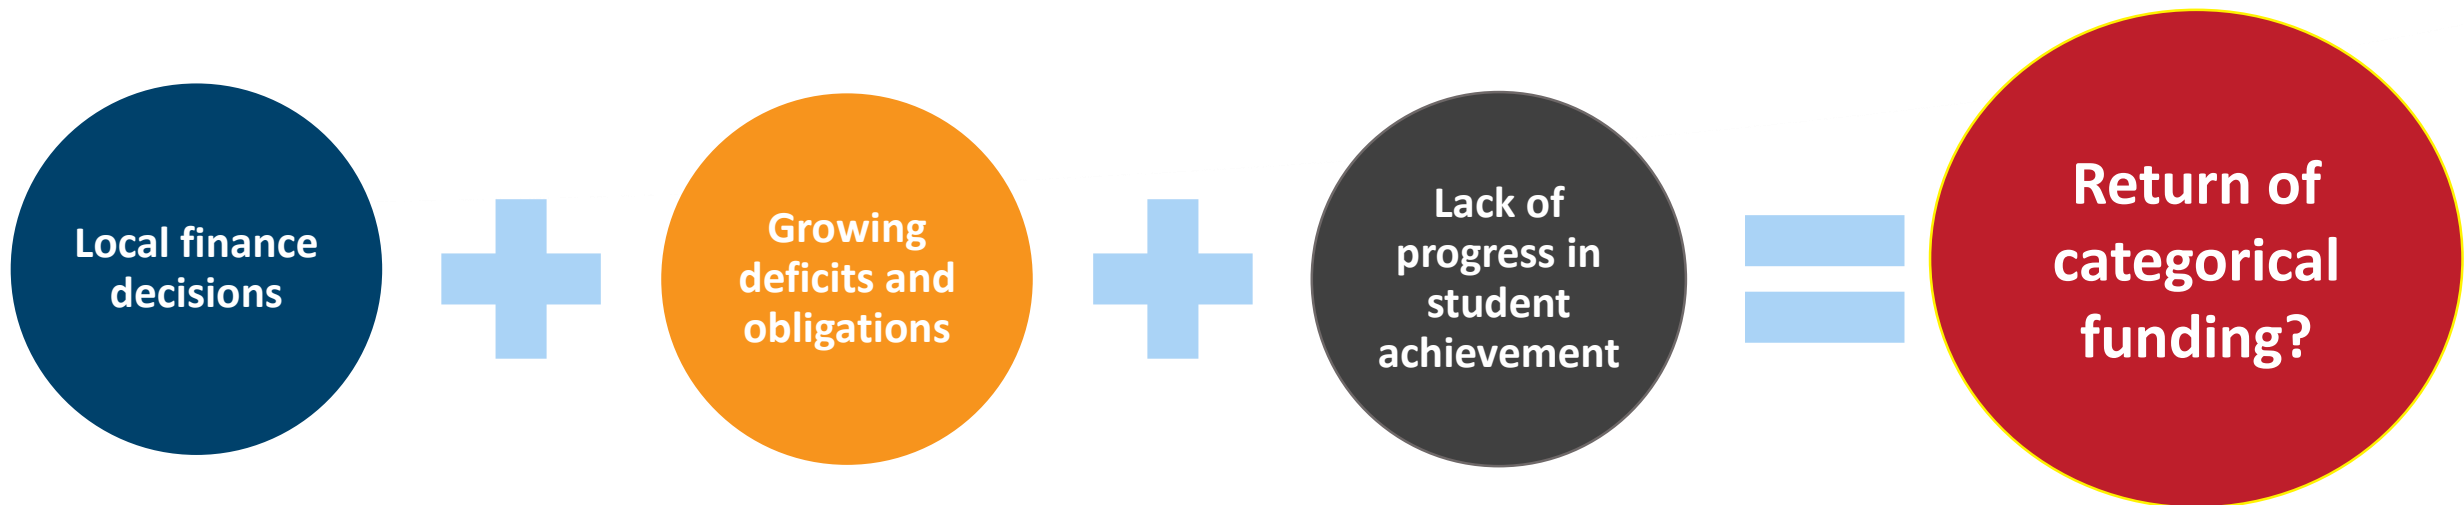 Local finance
decisions
Growing
deficits and
obligations
Lack of
progress in
student
achievement
Return of
categorical
funding?